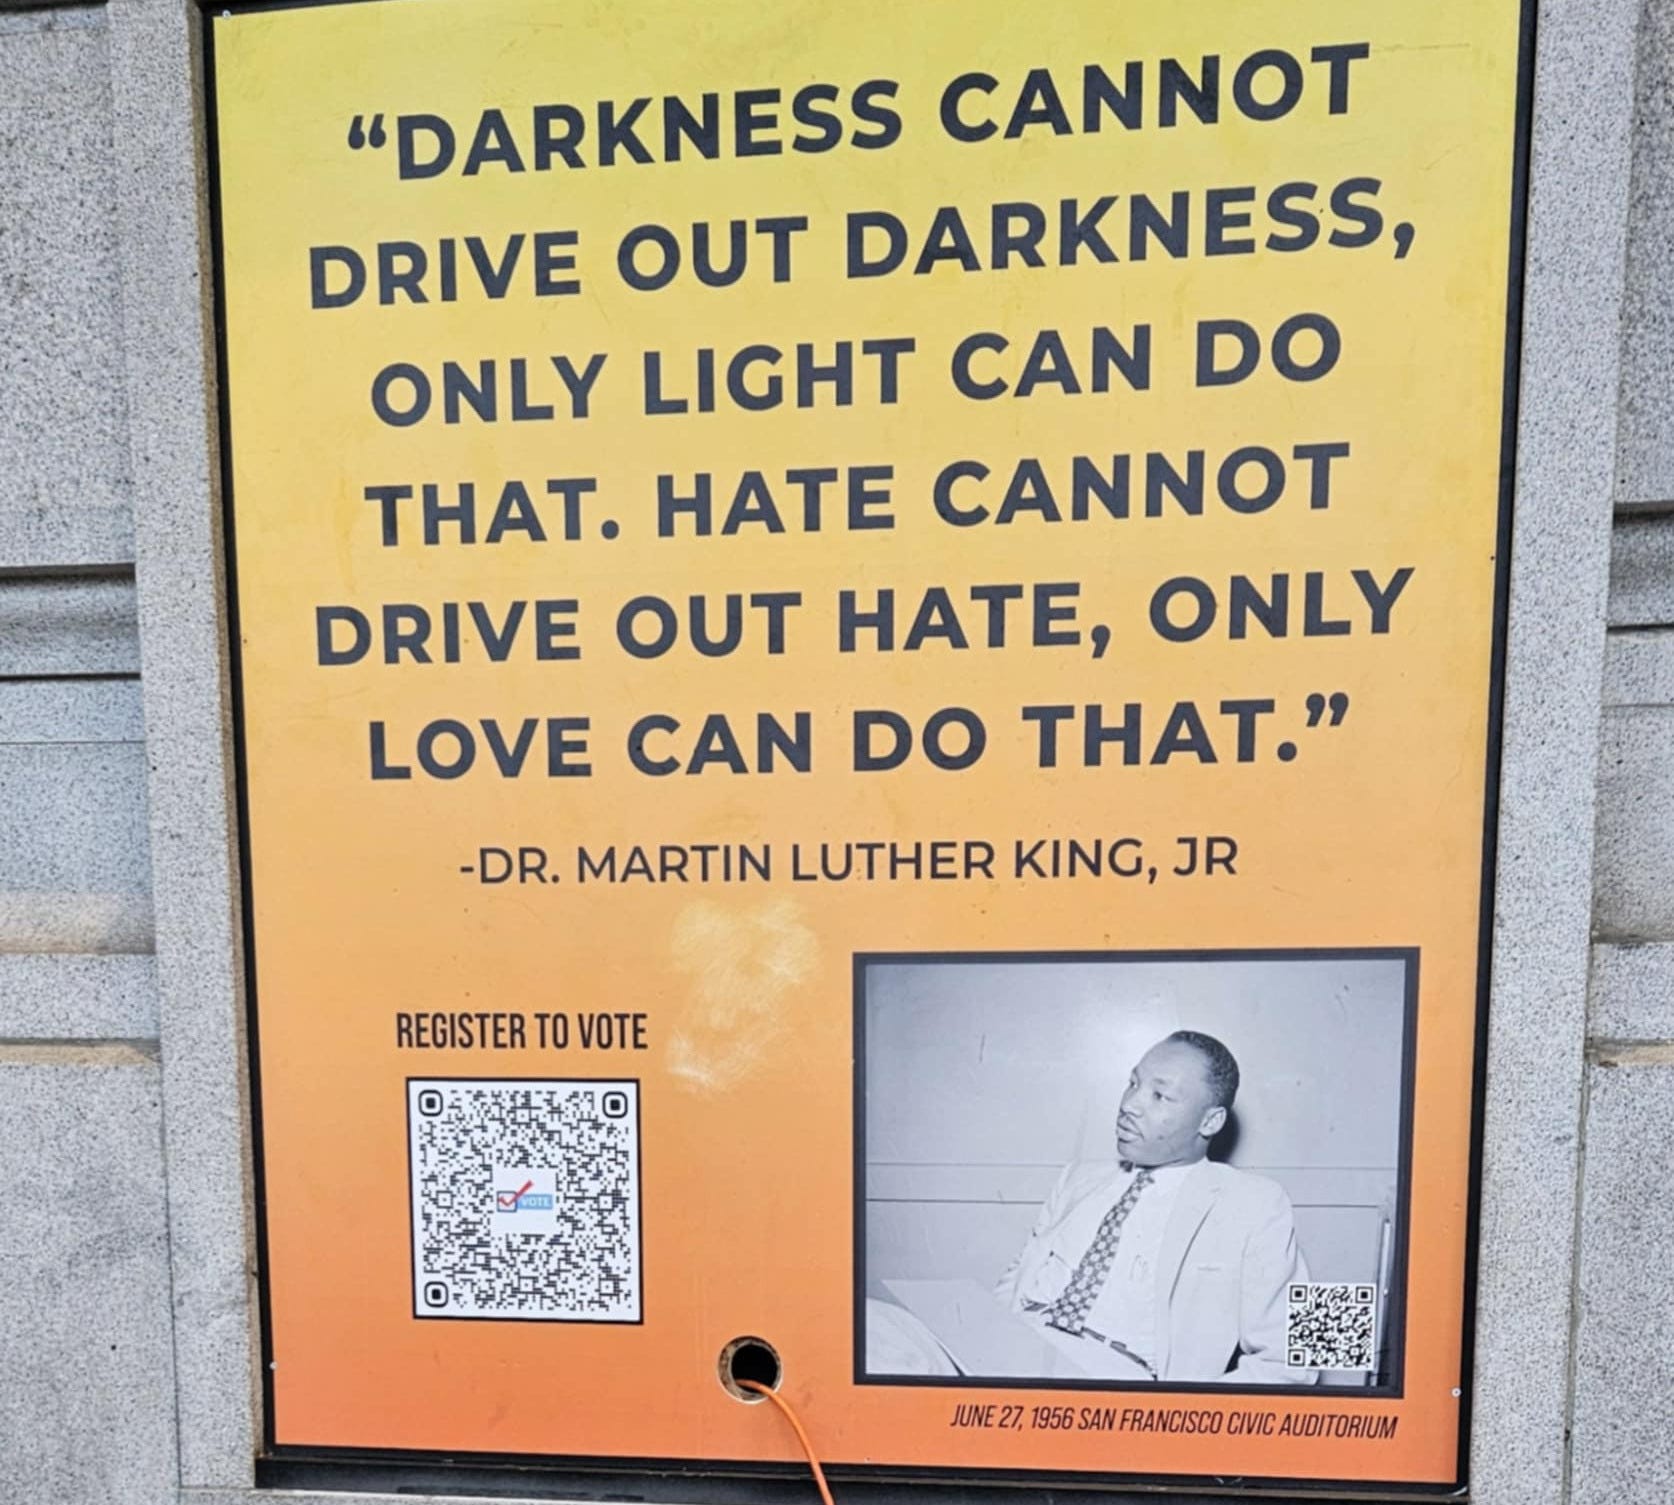 “DARKNESS CANNOT
DRIVE OUT DARKNESS,
ONLY LIGHT CAN DO
THAT. HATE CANNOT
DRIVE OUT HATE, ONLY
LOVE CAN DO THAT.”
-DR. MARTIN LUTHER KING, JR
REGISTER TO VOTE
VOTE
JUNE 27, 1956 SAN FRANCISCO CIVIC AUDITORIUM